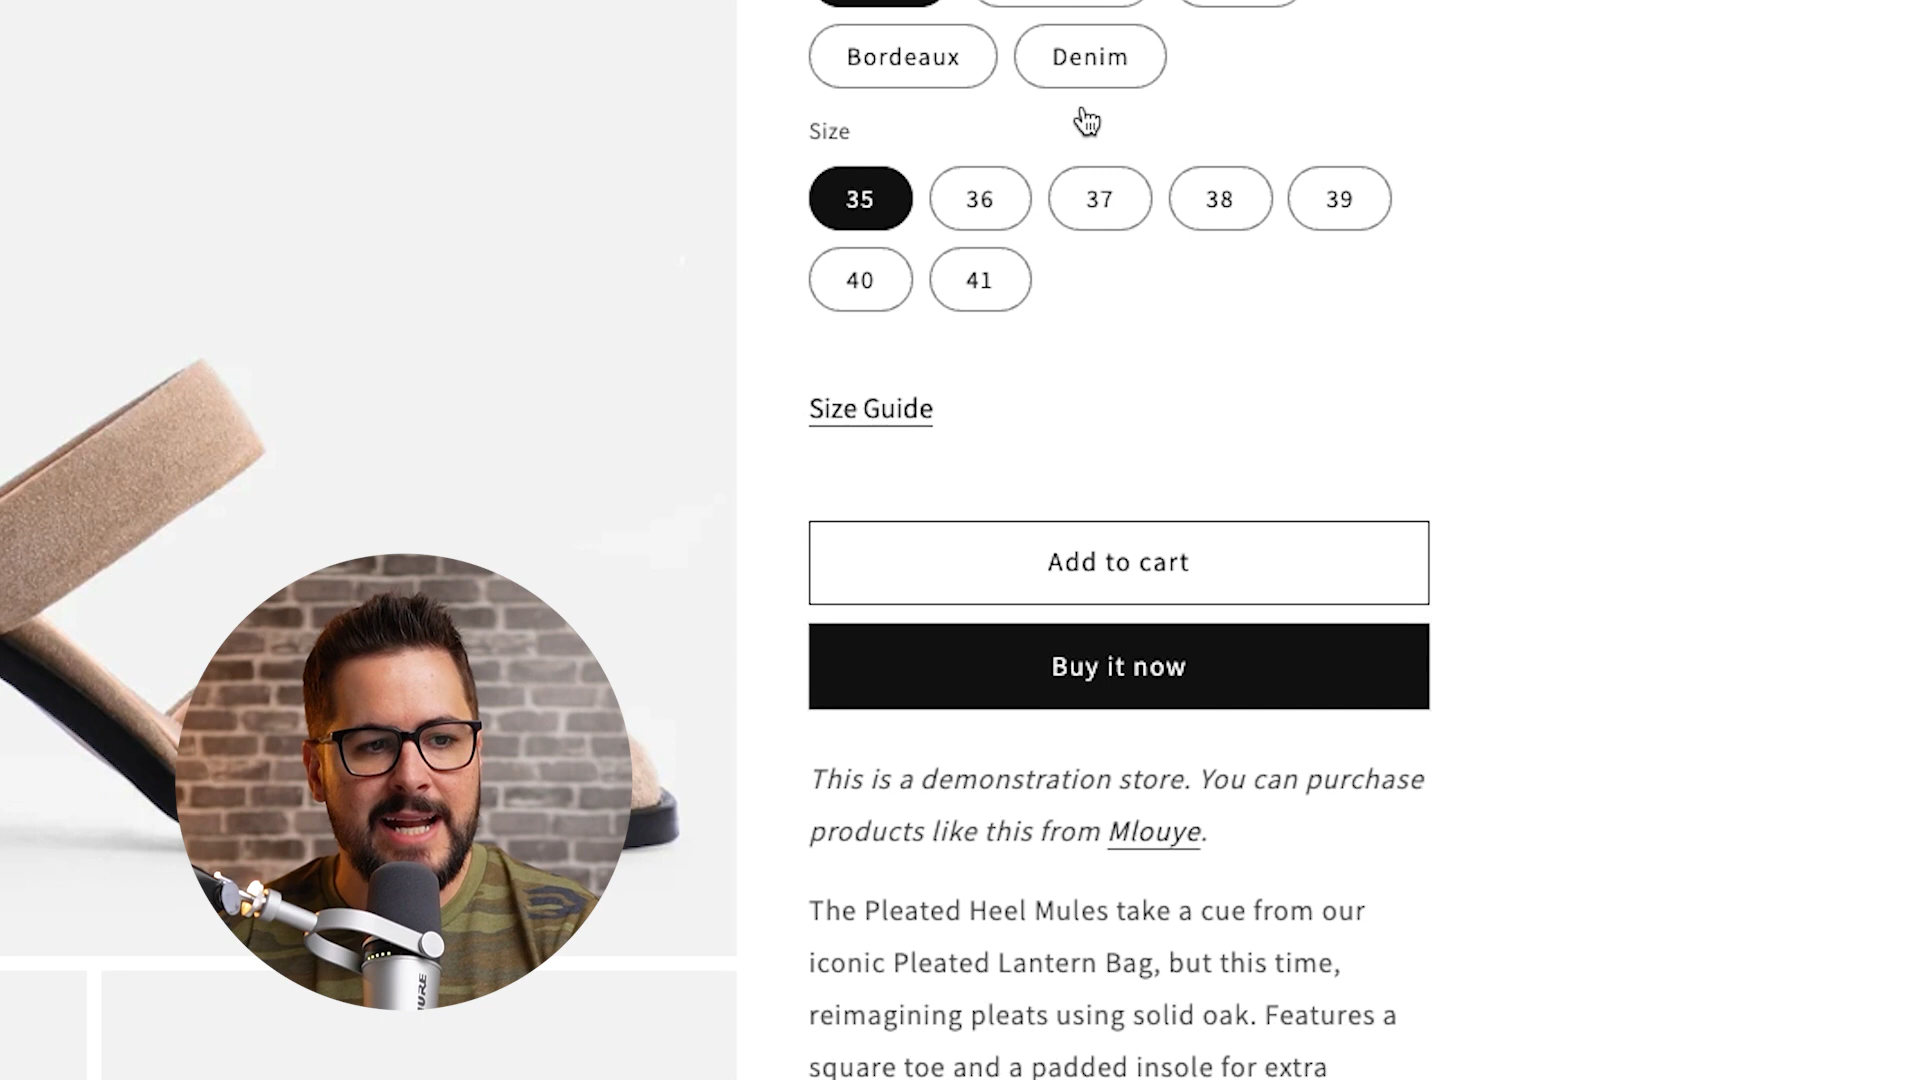 Bordeaux
Denim
Size
35
36
37
38
39
40
41
Size Guide
Add to cart
Buy it now
This is a demonstration store. You can purchase
products like this from Mlouye.
The Pleated Heel Mules take a cue from our
iconic Pleated Lantern Bag, but this time,
reimagining pleats using solid oak. Features a
square toe and a padded insole for extra